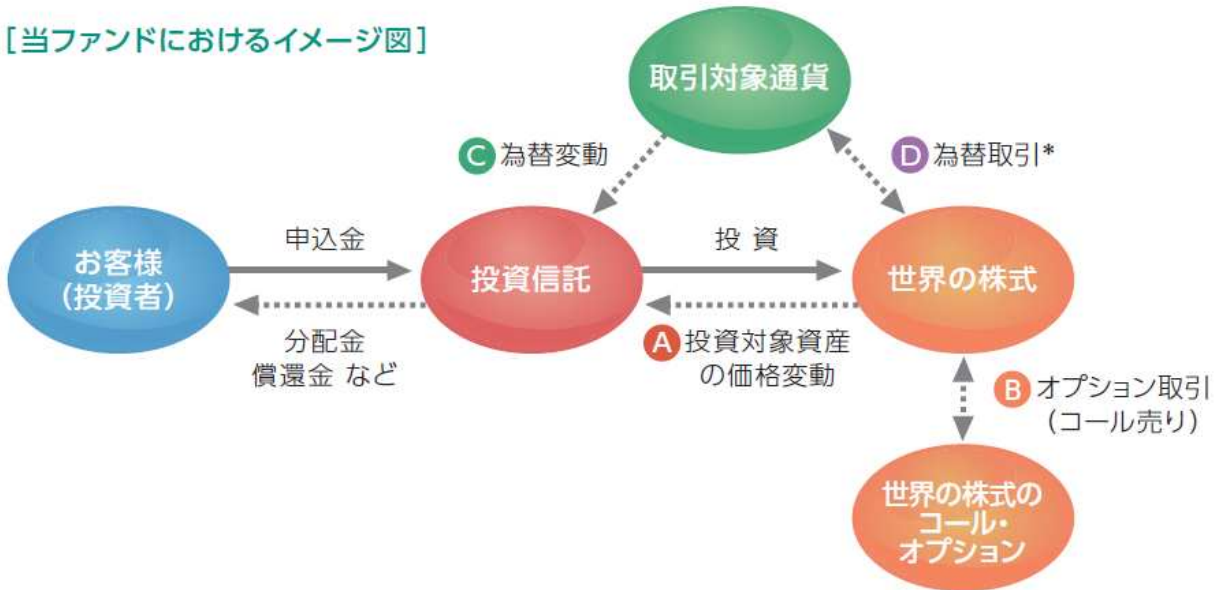 [当ファンドにおけるイメージ図]
取引対象通貨
C 為替変動
D 為替取引*
お客様
(投資者)
申込金
分配金
償還金 など
投資信託
投 資
A 投資対象資産
の価格変動
世界の株式
B オプション取引
(コール売り)
世界の株式の
コール・
オプション